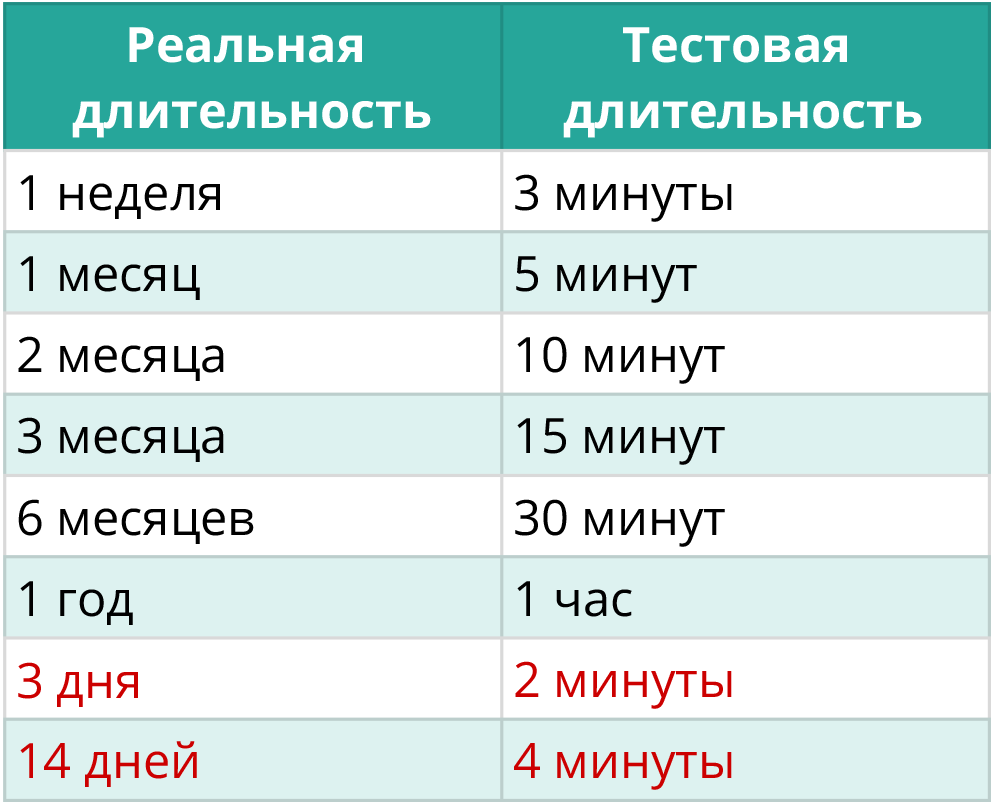 Реальная
длительность
Тестовая
длительность
1 неделя
3 минуты
1 месяц
5 минут
2 месяца
10 минут
3 месяца
15 минут
6 месяцев
30 минут
1 год
1 час
3 дня
2 минуты
14 дней
4 минуты